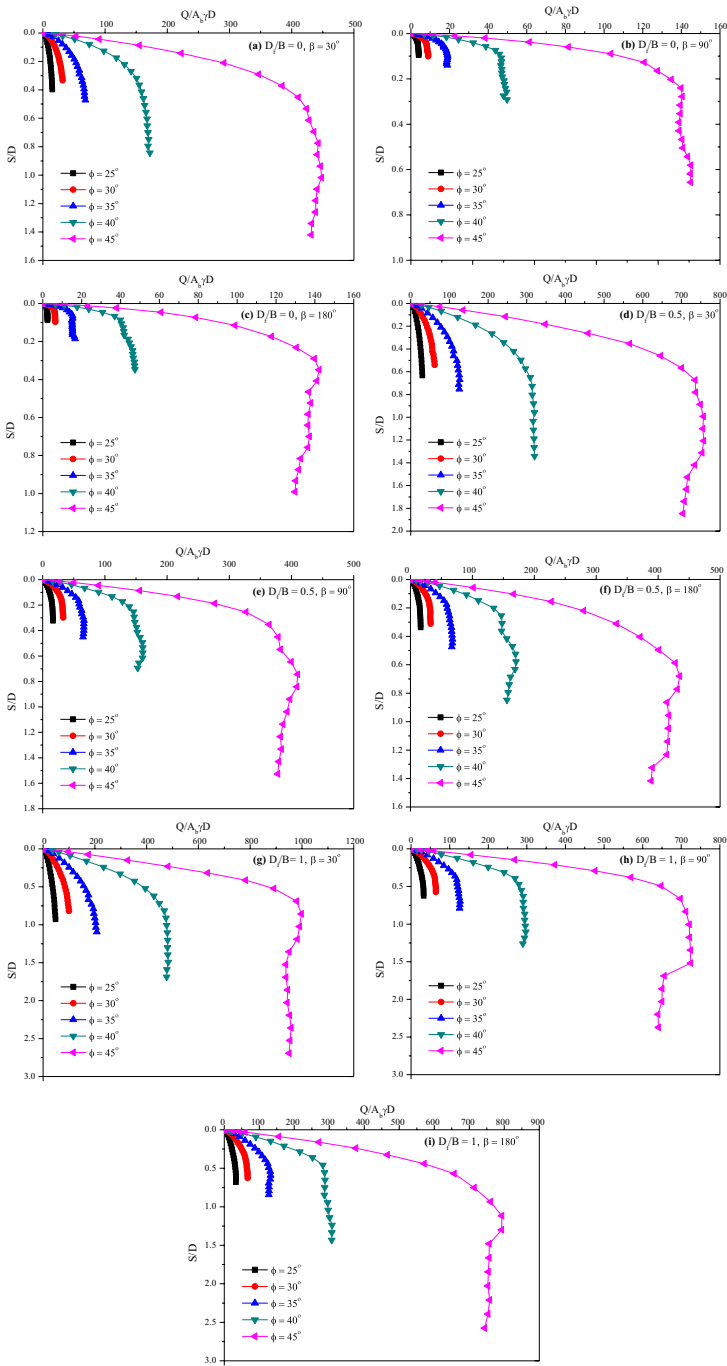 Q/A_bγD
0 100 200 300 400 500
0.0
0.2
0.4
0.6
0.8
1.0
1.2
1.4
1.6
S/D
(a) D_f/B = 0, β = 30°
ϕ = 25°
ϕ = 30°
ϕ = 35°
ϕ = 40°
ϕ = 45°
Q/A_bγD
0 20 40 60 80 100 120 140 160
0.0
0.2
0.4
0.6
0.8
1.0
S/D
(b) D_f/B = 0, β = 90°
ϕ = 25°
ϕ = 30°
ϕ = 35°
ϕ = 40°
ϕ = 45°
Q/A_bγD
0 20 40 60 80 100 120 140 160
0.0
0.2
0.4
0.6
0.8
1.0
1.2
S/D
(c) D_f/B = 0, β = 180°
ϕ = 25°
ϕ = 30°
ϕ = 35°
ϕ = 40°
ϕ = 45°
Q/A_bγD
0 100 200 300 400 500 600 700 800
0.0
0.2
0.4
0.6
0.8
1.0
1.2
1.4
1.6
1.8
2.0
S/D
(d) D_f/B = 0.5, β = 30°
ϕ = 25°
ϕ = 30°
ϕ = 35°
ϕ = 40°
ϕ = 45°
Q/A_bγD
0 100 200 300 400 500
0.0
0.2
0.4
0.6
0.8
1.0
1.2
1.4
1.6
1.8
S/D
(e) D_f/B = 0.5, β = 90°
ϕ = 25°
ϕ = 30°
ϕ = 35°
ϕ = 40°
ϕ = 45°
Q/A_bγD
0 100 200 300 400 500
0.0
0.2
0.4
0.6
0.8
1.0
1.2
1.4
1.6
S/D
(f) D_f/B = 0.5, β = 180°
ϕ = 25°
ϕ = 30°
ϕ = 35°
ϕ = 40°
ϕ = 45°
Q/A_bγD
0 200 400 600 800 1000 1200
0.0
0.5
1.0
1.5
2.0
2.5
3.0
S/D
(g) D_f/B = 1, β = 30°
ϕ = 25°
ϕ = 30°
ϕ = 35°
ϕ = 40°
ϕ = 45°
Q/A_bγD
0 100 200 300 400 500 600 700 800
0.0
0.5
1.0
1.5
2.0
2.5
3.0
S/D
(h) D_f/B = 1, β = 90°
ϕ = 25°
ϕ = 30°
ϕ = 35°
ϕ = 40°
ϕ = 45°
Q/A_bγD
0 100 200 300 400 500 600 700 800 900
0.0
0.5
1.0
1.5
2.0
2.5
3.0
S/D
(i) D_f/B = 1, β = 180°
ϕ = 25°
ϕ = 30°
ϕ = 35°
ϕ = 40°
ϕ = 45°